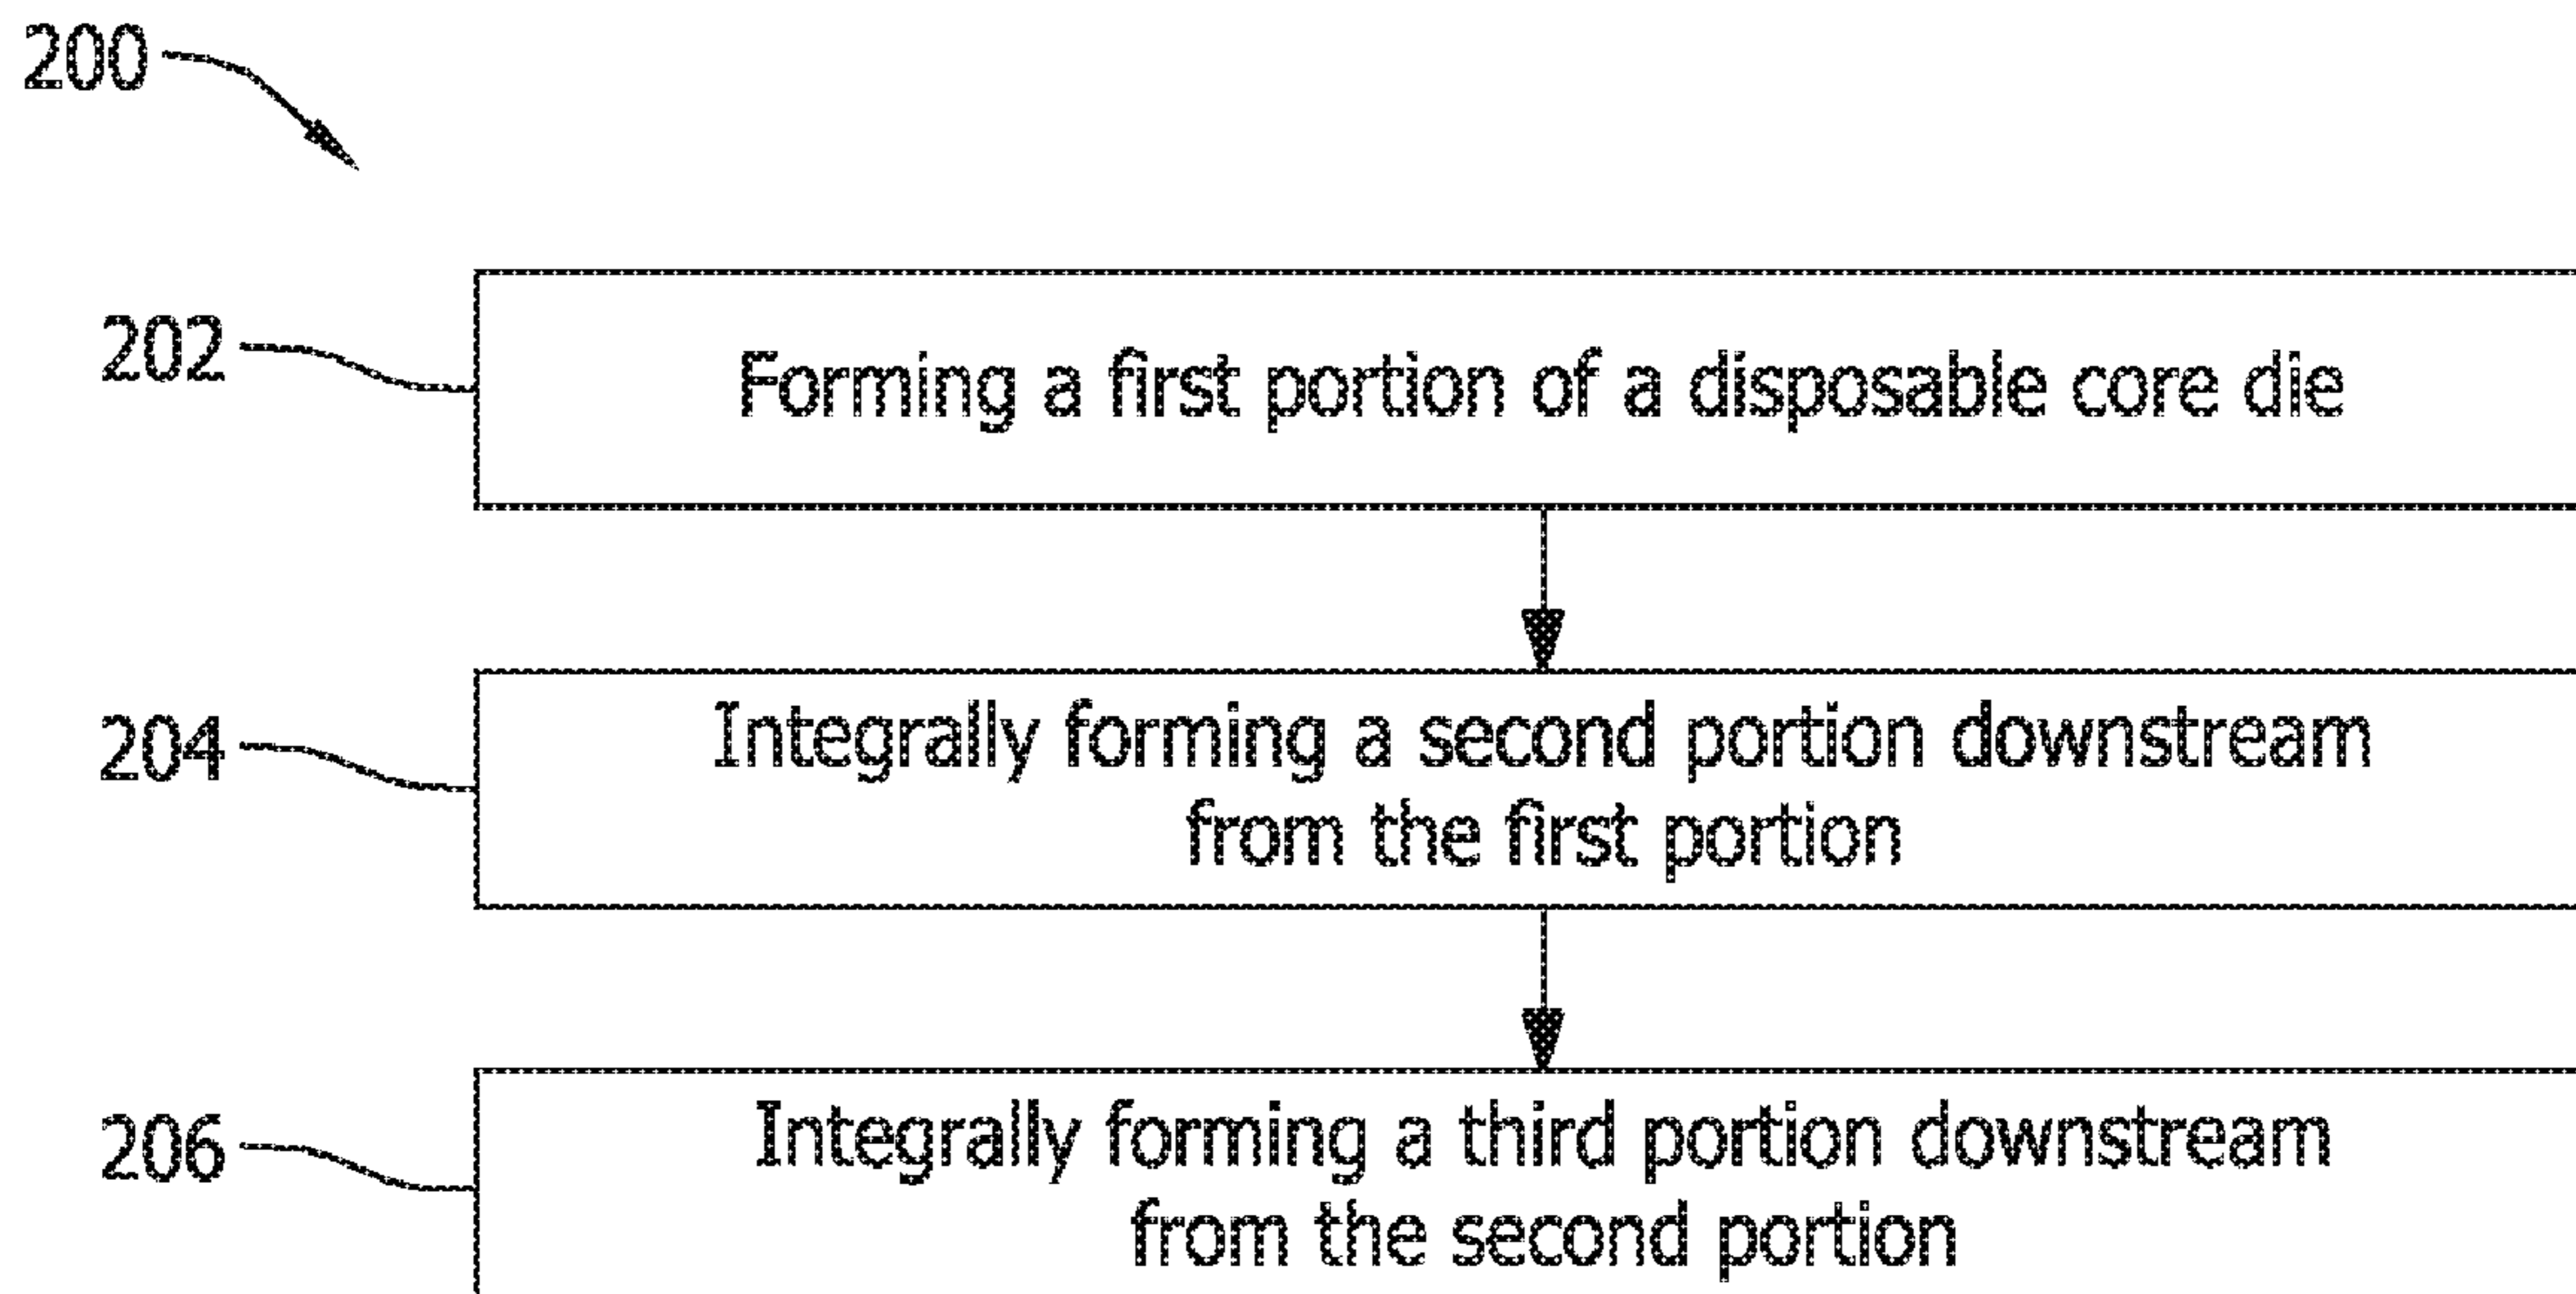 200
202
Forming a first portion of a disposable core die
204
Integrally forming a second portion downstream
from the first portion
206
Integrally forming a third portion downstream
from the second portion